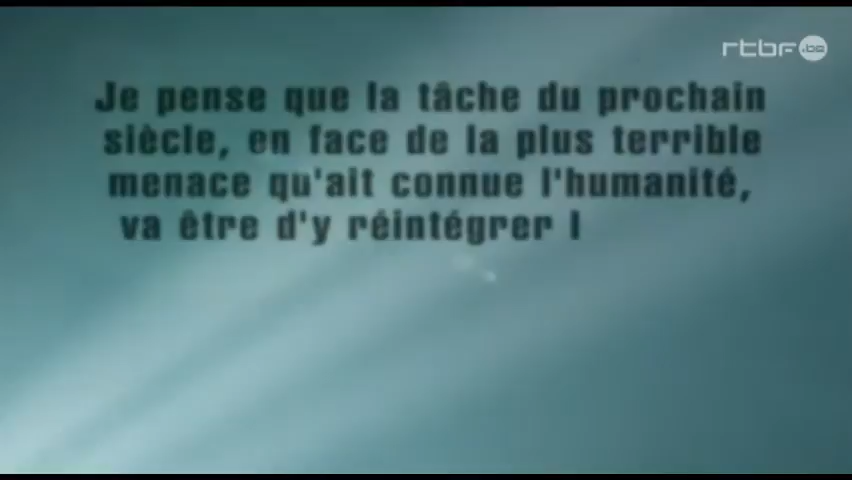 rtbf.be
Je pense que la tâche du prochain
siècle, en face de la plus terrible
menace qu'ait connue l'humanité,
va être d'y réintégrer l